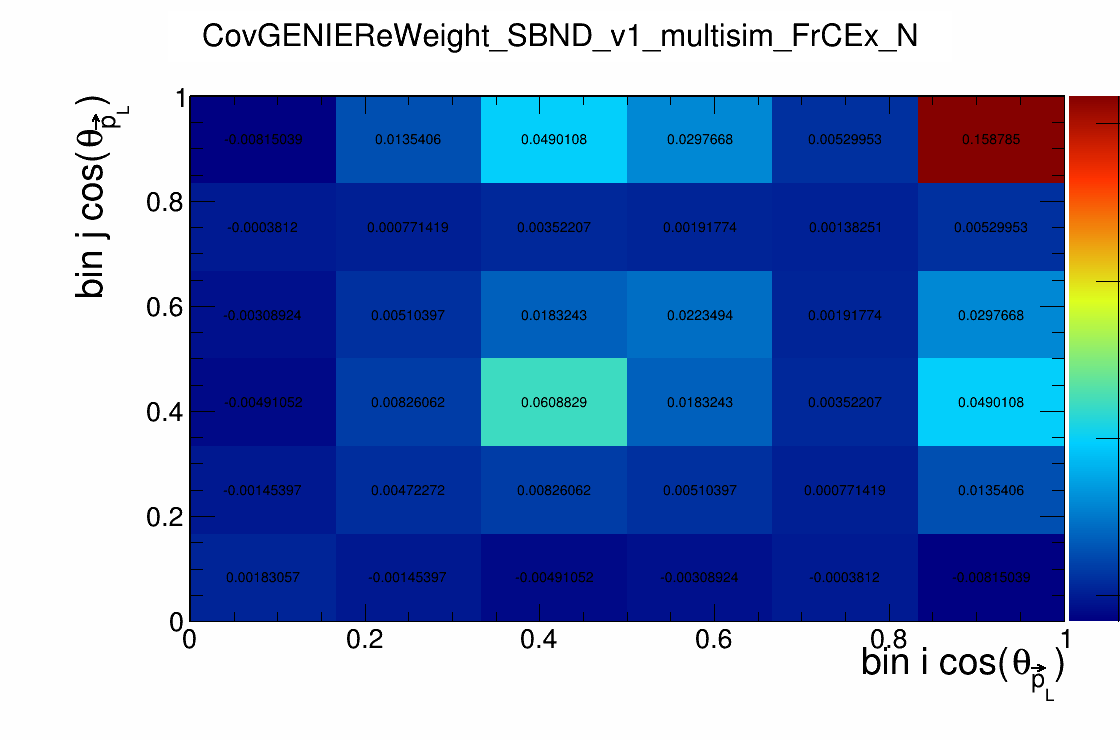 CovGENIEReWeight_SBND_v1_multisim_FrCEx_N
bin j cos(θ_p⃗_L)
1
-0.00815039 0.0135406 0.0490108 0.0297668 0.00529953 0.158785
0.8
-0.0003812 0.000771419 0.00352207 0.00191774 0.00138251 0.00529953
0.6
-0.00308924 0.00510397 0.0183243 0.0223494 0.00191774 0.0297668
0.4
-0.00491052 0.00826062 0.0608829 0.0183243 0.00352207 0.0490108
-0.00145397 0.00472272 0.00826062 0.00510397 0.000771419 0.0135406
0.2
0.00183057 -0.00145397 -0.00491052 -0.00308924 -0.0003812 -0.00815039
0
0 0.2 0.4 0.6 0.8 1
bin i cos(θ_p⃗_L)